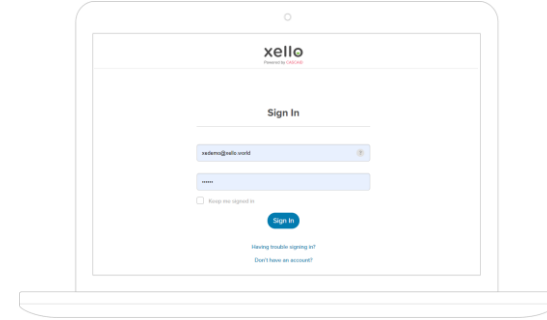 xello
Powered by CASCAID
Sign In
xedemo@xello.world
?
••••••
Keep me signed in
Sign In
Having trouble signing in?
Don't have an account?